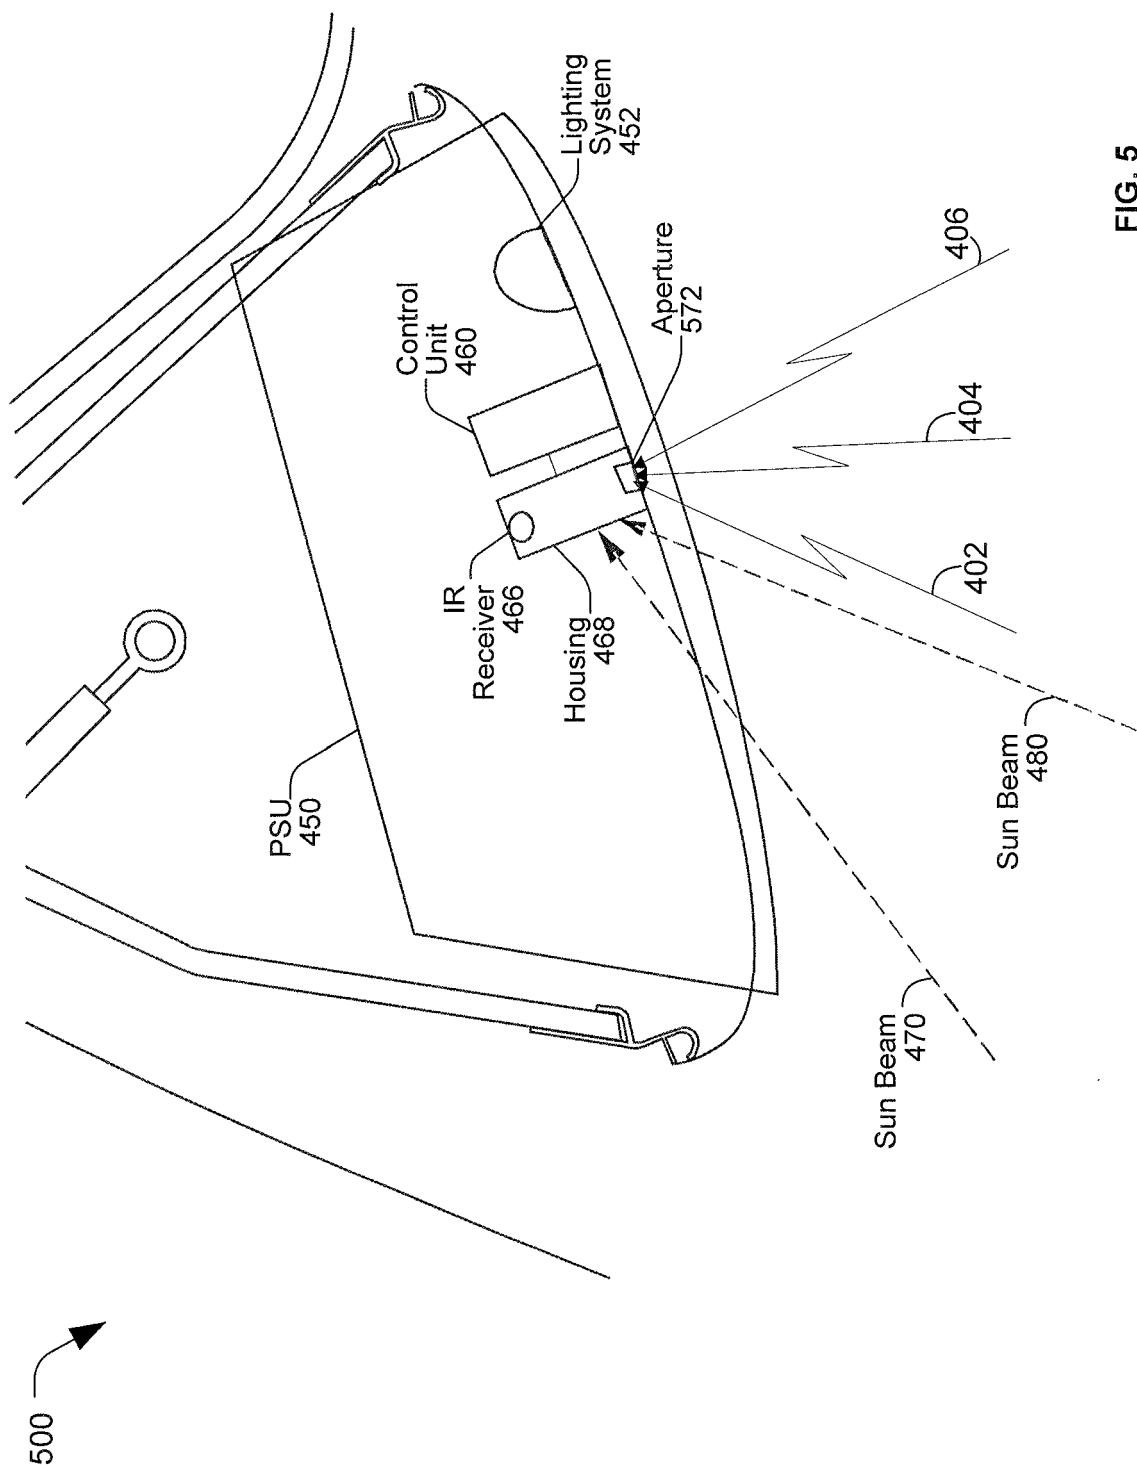 500
PSU
450
IR
Receiver
466
Housing
468
Control
Unit
460
Lighting
System
452
Aperture
572
Sun Beam
470
Sun Beam
480
402
404
406
FIG. 5